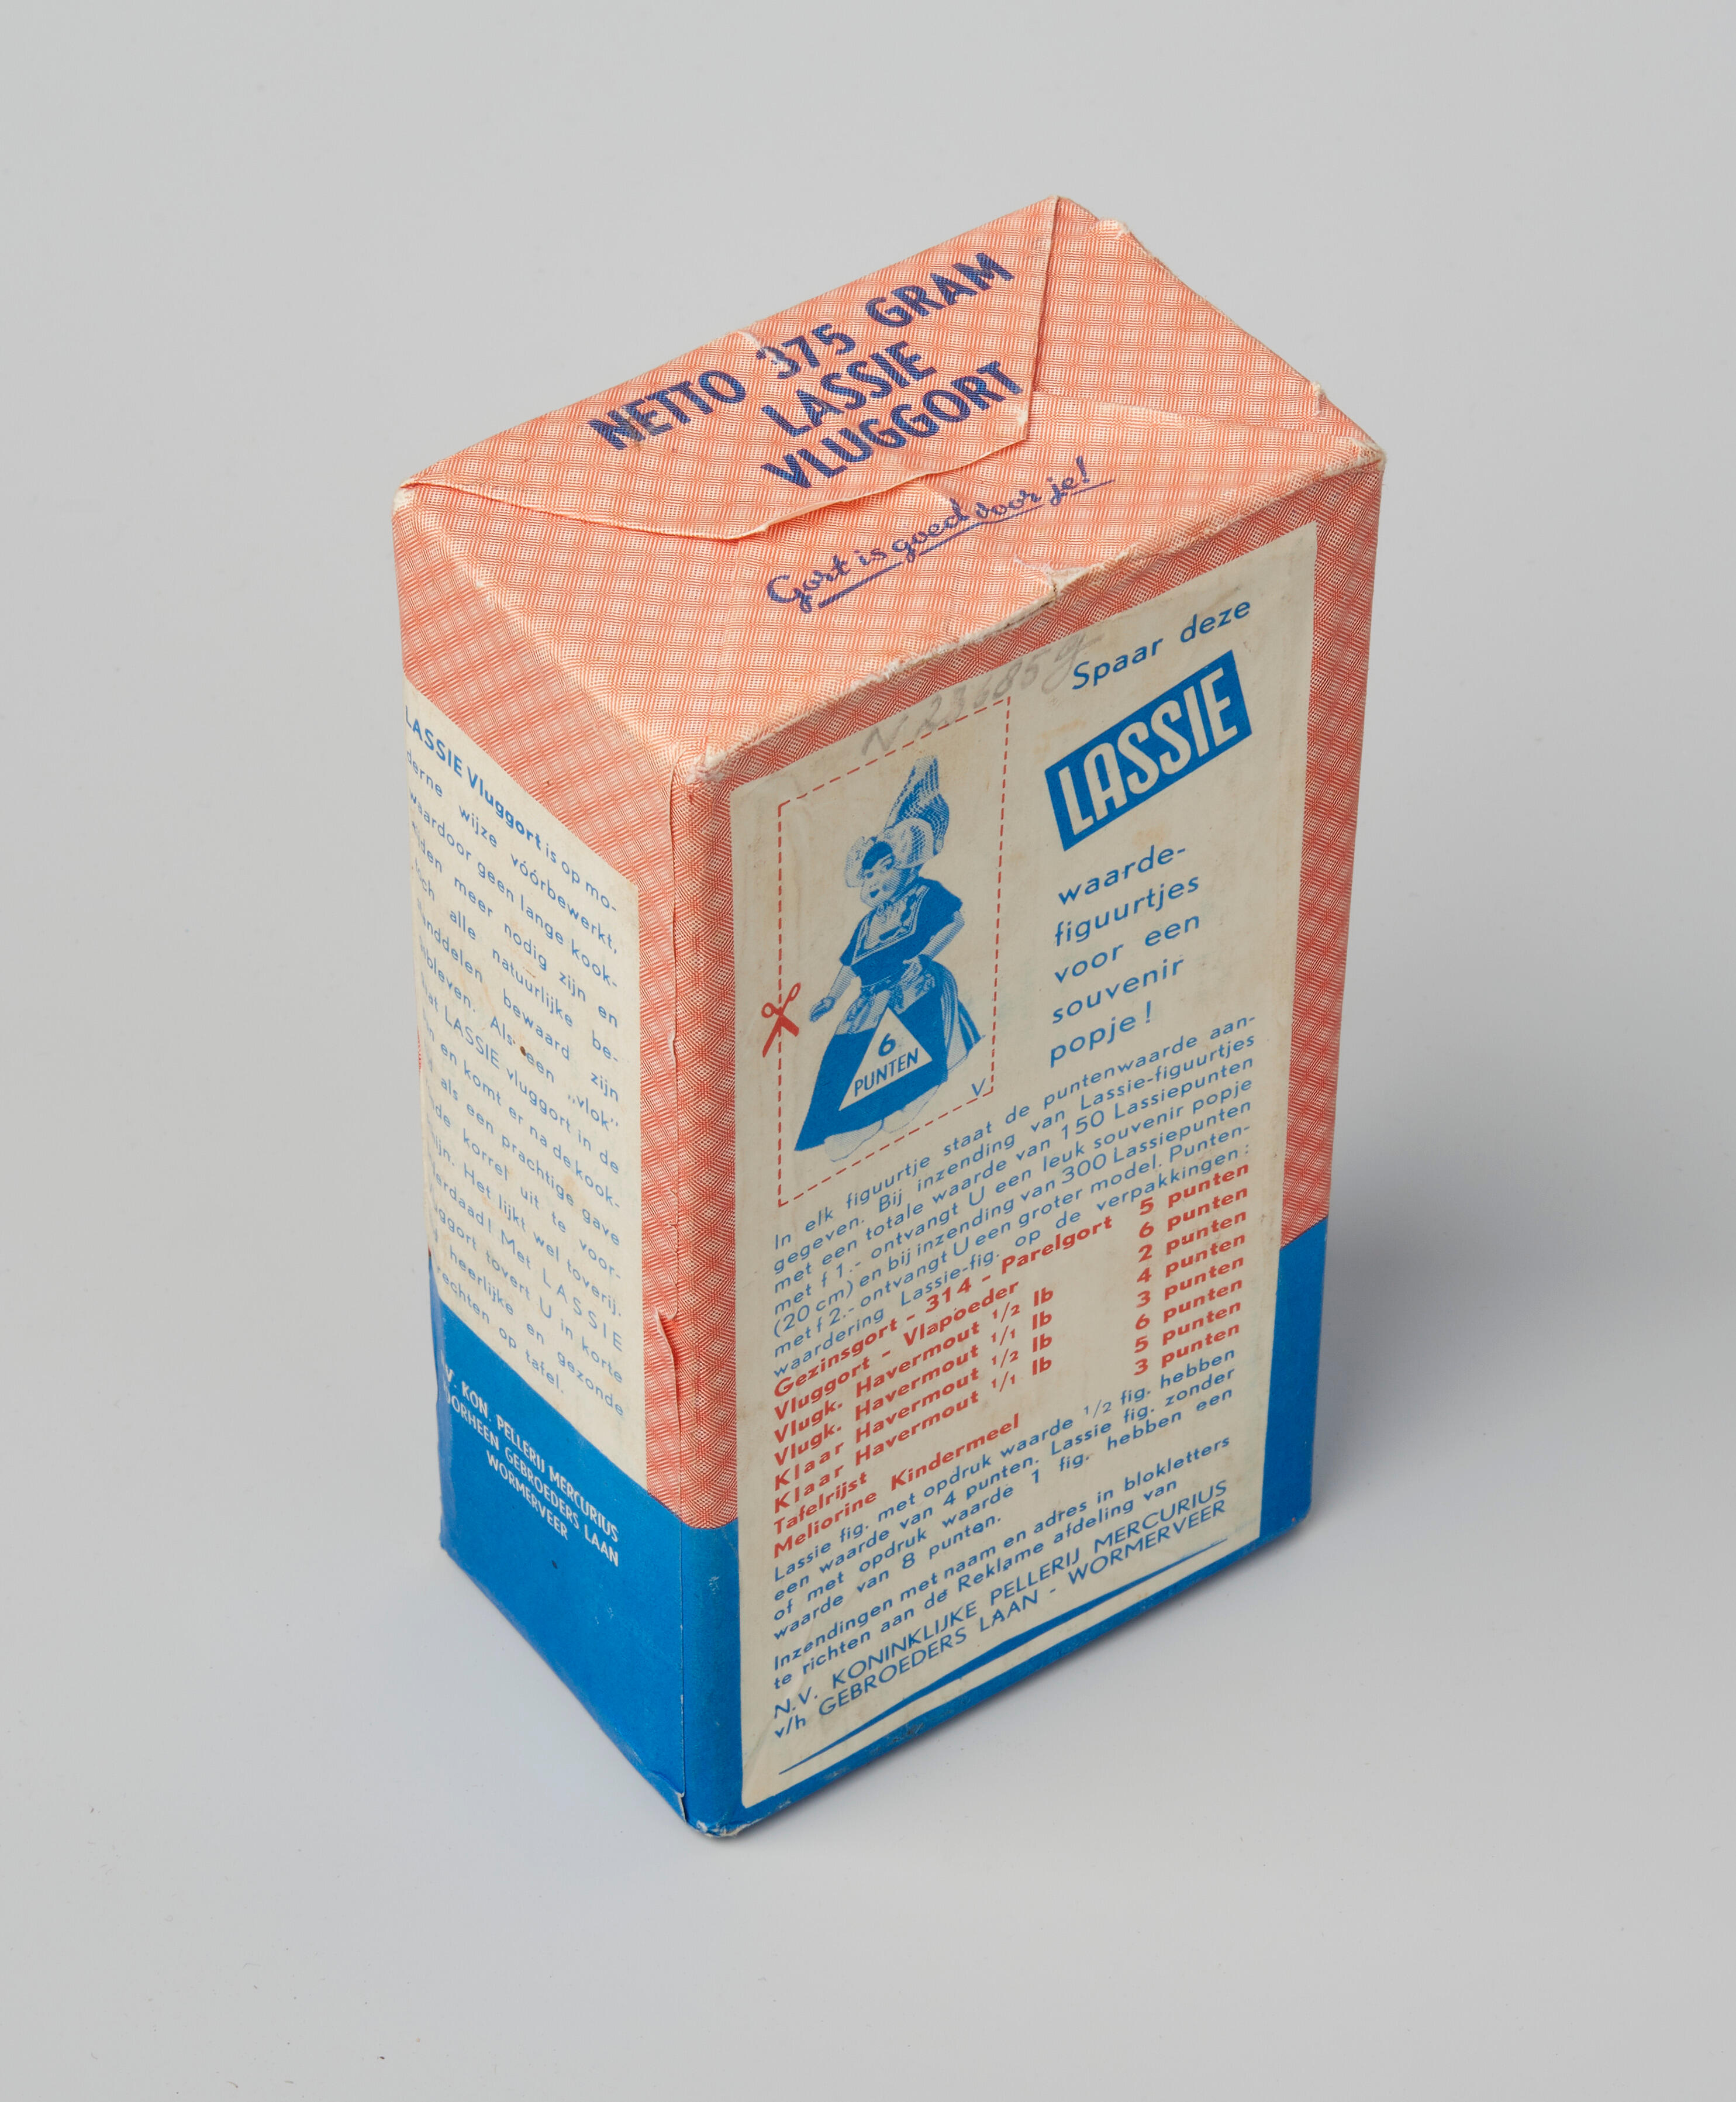 NETTO 375 GRAM
LASSIE
VLUGGORT
Gort is goed voor je!
N 236859
Spaar deze
LASSIE
waarde-
figuurtjes
voor een
souvenir
popje!
6
PUNTEN
V
In elk figuurtje staat de puntenwaarde aan-
gegeven. Bij inzending van Lassie-figuurtjes
met een totale waarde van 150 Lassiepunten
met f 1.- ontvangt U een leuk souvenir popje
(20 cm) en bij inzending van 300 Lassiepunten
met f 2.- ontvangt U een groter model. Punten-
waardering Lassie-fig. op de verpakkingen:
Gezinsgort - 314 - Parelgort 5 punten
Vluggort - Vlapoeder 6 punten
Vlugk. Havermout 1/2 lb 2 punten
Vlugk. Havermout 1/1 lb 4 punten
Klaar Havermout 1/2 lb 3 punten
Klaar Havermout 1/1 lb 6 punten
Tafelrijst 5 punten
Meliorine Kindermeel 3 punten
Lassie fig. met opdruk waarde 1/2 fig. hebben
een waarde van 4 punten. Lassie fig. zonder
of met opdruk waarde 1 fig. hebben een
waarde van 8 punten.
Inzendingen met naam en adres in blokletters
te richten aan de Reklame afdeling van
N.V. KONINKLIJKE PELLERIJ MERCURIUS
v/h GEBROEDERS LAAN - WORMERVEER
LASSIE Vluggort is op mo-
derne wijze vóórbewerkt,
waardoor geen lange kook-
meer nodig zijn en
alle natuurlijke be-
bewaard zijn
Als een „vlok"
LASSIE vluggort in de
en komt er na de kook-
als een prachtige gave
korrel uit te voor-
Het lijkt wel toverij.
Met LASSIE
tovert U in korte
heerlijke en gezonde
op tafel.
KON. PELLERIJ MERCURIUS
VOORHEEN GEBROEDERS LAAN
WORMERVEER